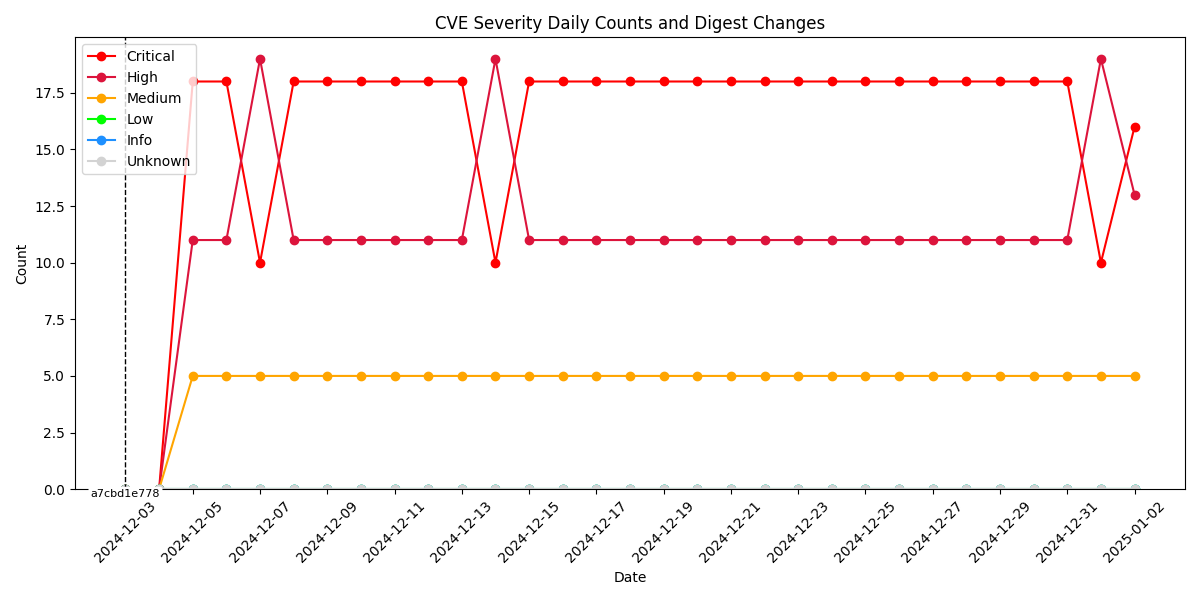 CVE Severity Daily Counts and Digest Changes
Critical
High
Medium
Low
Info
Unknown
17.5
15.0
12.5
10.0
7.5
5.0
2.5
0.0
Count
a7cbd1e778
2024-12-03
2024-12-05
2024-12-07
2024-12-09
2024-12-11
2024-12-13
2024-12-15
2024-12-17
2024-12-19
2024-12-21
2024-12-23
2024-12-25
2024-12-27
2024-12-29
2024-12-31
2025-01-02
Date